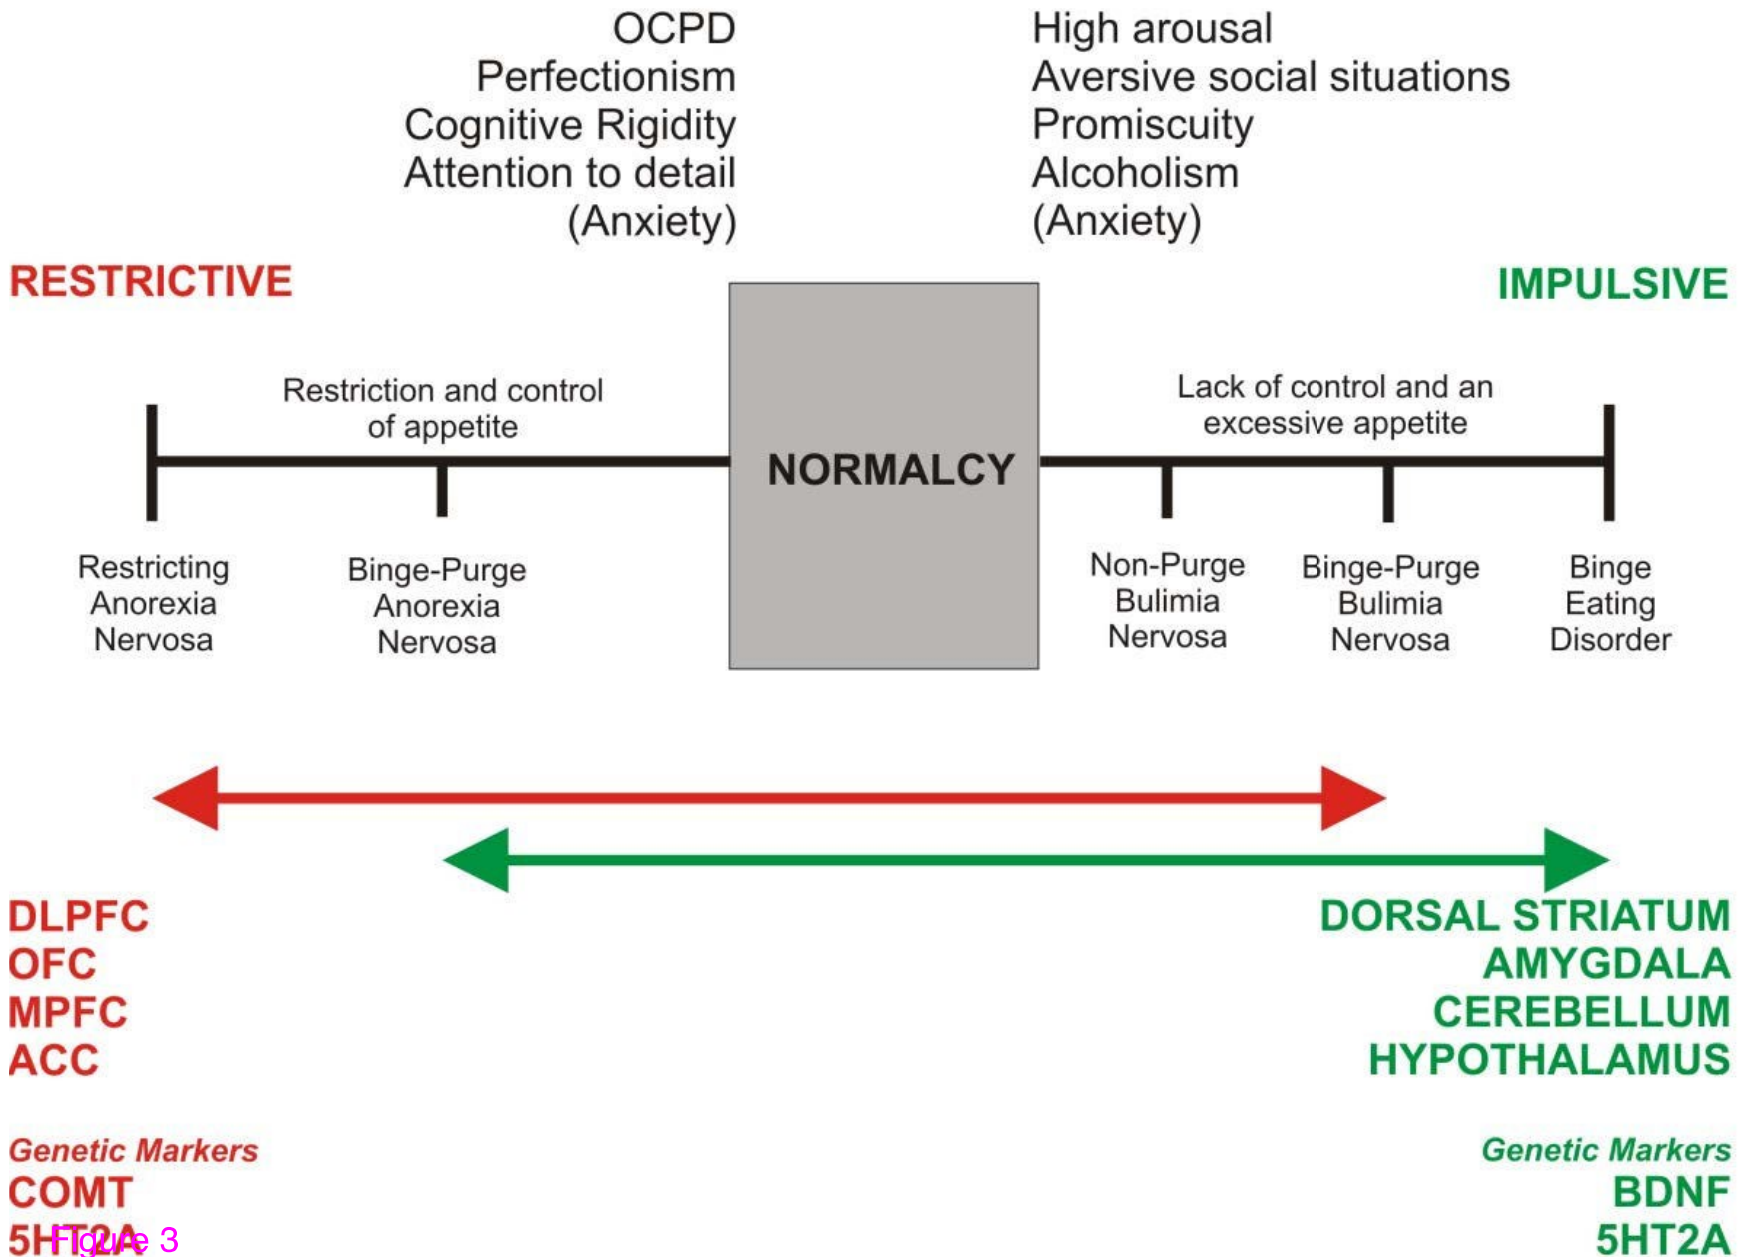 OCPD
Perfectionism
Cognitive Rigidity
Attention to detail
(Anxiety)
High arousal
Aversive social situations
Promiscuity
Alcoholism
(Anxiety)
RESTRICTIVE
IMPULSIVE
Restriction and control
of appetite
Lack of control and an
excessive appetite
NORMALCY
Restricting
Anorexia
Nervosa
Binge-Purge
Anorexia
Nervosa
Non-Purge
Bulimia
Nervosa
Binge-Purge
Bulimia
Nervosa
Binge
Eating
Disorder
DLPFC
OFC
MPFC
ACC
DORSAL STRIATUM
AMYGDALA
CEREBELLUM
HYPOTHALAMUS
Genetic Markers
COMT
5HT2A
Genetic Markers
BDNF
5HT2A
Figure 3